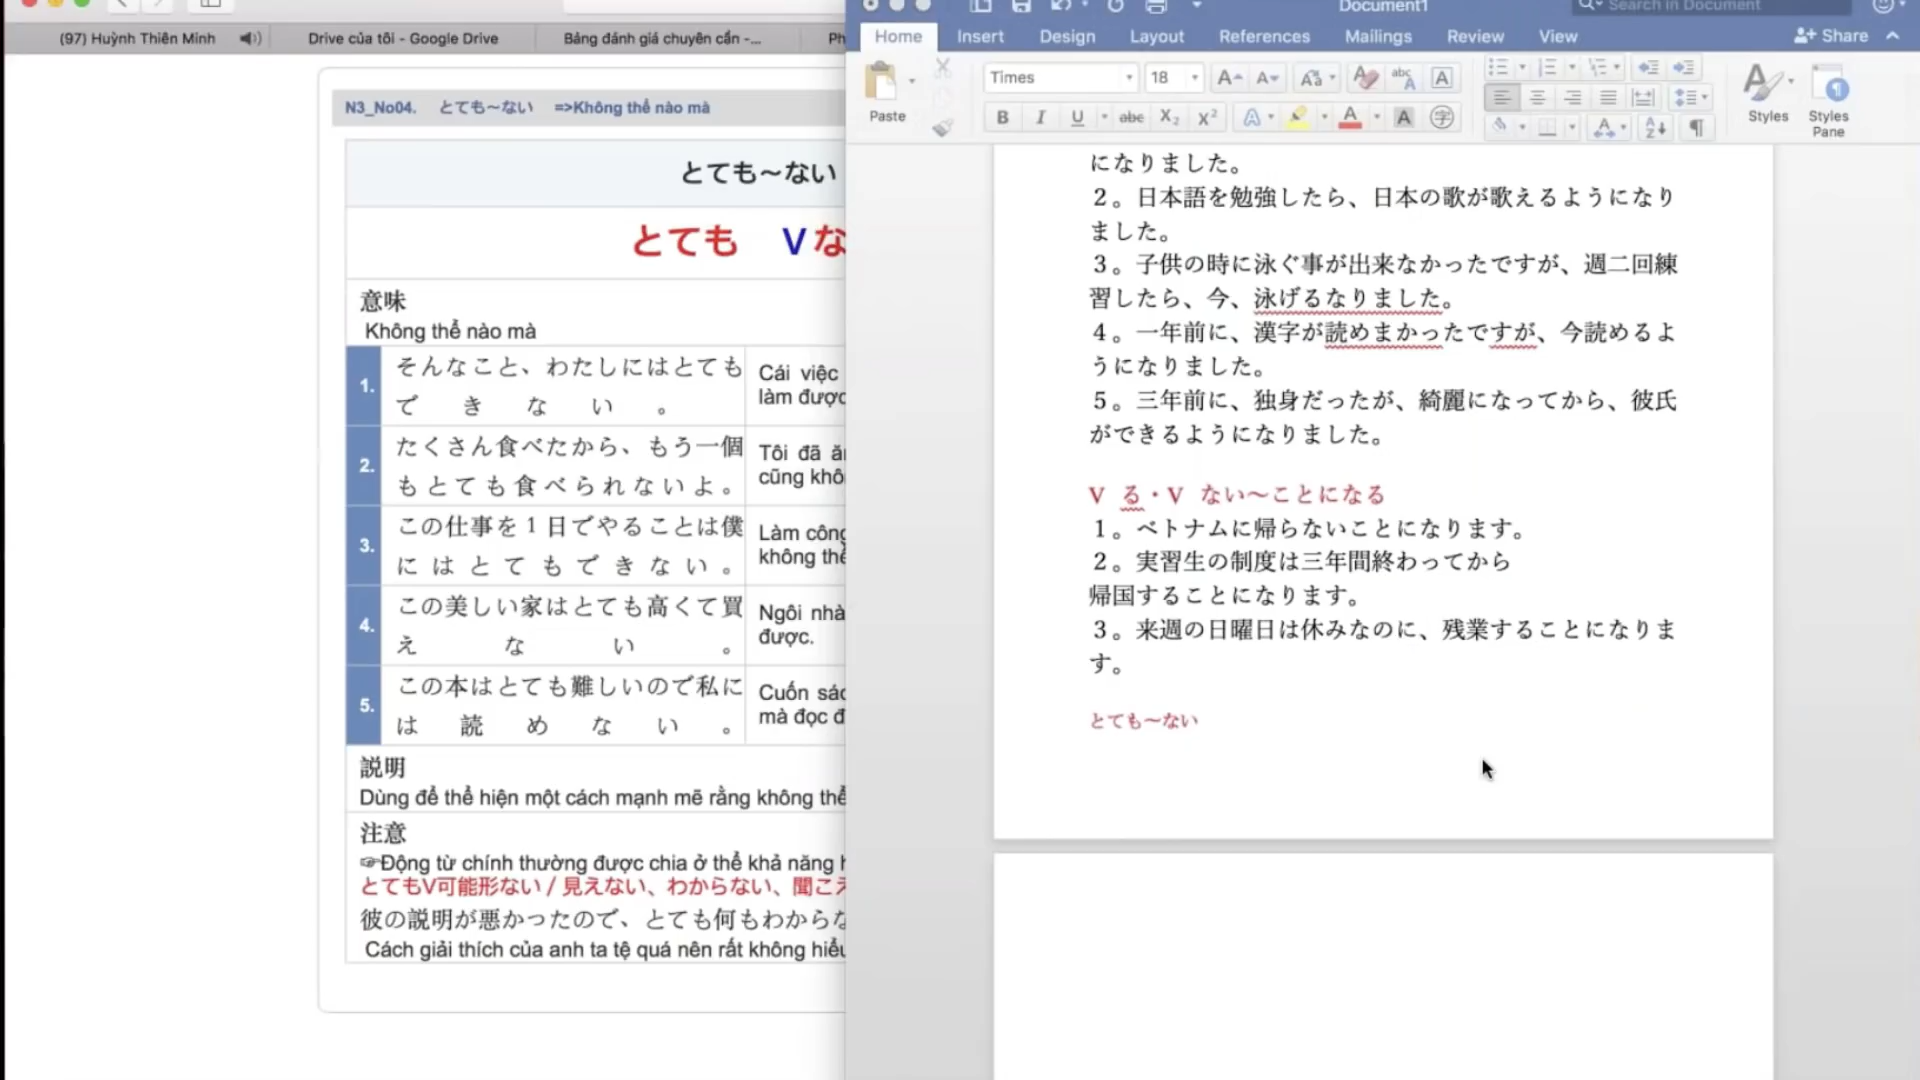 (97) Huỳnh Thiên Minh
Drive của tôi - Google Drive
Bảng đánh giá chuyên cần -...
Ph
N3_No04. とても〜ない =>Không thể nào mà
とても〜ない
とても Vな
意味
Không thể nào mà
1.
そんなこと、わたしにはとても
できない。
Cái việc
làm được
2.
たくさん食べたから、もう一個
もとても食べられないよ。
Tôi đã ă
cũng khô
3.
この仕事を1日でやることは僕
にはとてもできない。
Làm công
không thể
4.
この美しい家はとても高くて買
えない。
Ngôi nhà
được.
5.
この本はとても難しいので私に
は読めない。
Cuốn sác
mà đọc đ
説明
Dùng để thể hiện một cách mạnh mẽ rằng không thể
注意
☞Động từ chính thường được chia ở thể khả năng h
とてもV可能形ない / 見えない、わからない、聞こえ
彼の説明が悪かったので、とても何もわからな
Cách giải thích của anh ta tệ quá nên rất không hiểu
Document1
Search in Document
Home
Insert
Design
Layout
References
Mailings
Review
View
Share
Paste
Times
18
Styles
Styles
Pane
になりました。
２。日本語を勉強したら、日本の歌が歌えるようになり
ました。
３。子供の時に泳ぐ事が出来なかったですが、週二回練
習したら、今、泳げるなりました。
４。一年前に、漢字が読めまかったですが、今読めるよ
うになりました。
５。三年前に、独身だったが、綺麗になってから、彼氏
ができるようになりました。
V る・V ない〜ことになる
１。ベトナムに帰らないことになります。
２。実習生の制度は三年間終わってから
帰国することになります。
３。来週の日曜日は休みなのに、残業することになりま
す。
とても〜ない